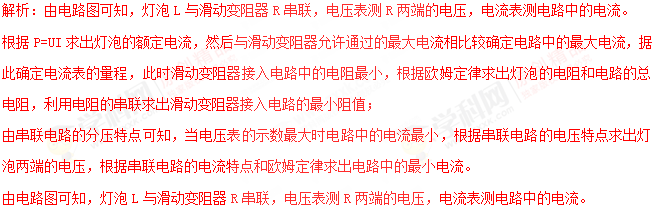 解析：由电路图可知，灯泡 L 与滑动变阻器 R 串联，电压表测 R 两端的电压，电流表测电路中的电流。
根据 P=UI 求出灯泡的额定电流，然后与滑动变阻器允许通过的最大电流相比较确定电路中的最大电流，据
此确定电流表的量程，此时滑动变阻器接入电路中的电阻最小，根据欧姆定律求出灯泡的电阻和电路的总
电阻，利用电阻的串联求出滑动变阻器接入电路的最小阻值；
由串联电路的分压特点可知，当电压表的示数最大时电路中的电流最小，根据串联电路的电压特点求出灯
泡两端的电压，根据串联电路的电流特点和欧姆定律求出电路中的最小电流。
由电路图可知，灯泡 L 与滑动变阻器 R 串联，电压表测 R 两端的电压，电流表测电路中的电流。